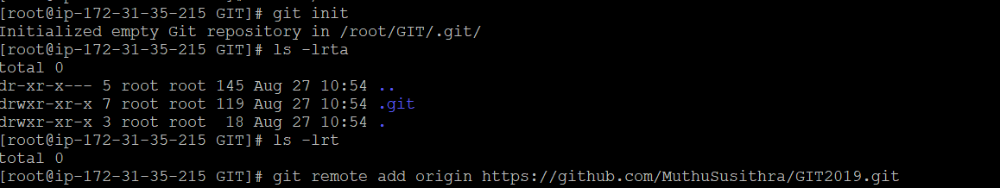 [root@ip-172-31-35-215 GIT]# git init
Initialized empty Git repository in /root/GIT/.git/
[root@ip-172-31-35-215 GIT]# ls -lrta
total 0
dr-xr-x--- 5 root root 145 Aug 27 10:54 ..
drwxr-xr-x 7 root root 119 Aug 27 10:54 .git
drwxr-xr-x 3 root root  18 Aug 27 10:54 .
[root@ip-172-31-35-215 GIT]# ls -lrt
total 0
[root@ip-172-31-35-215 GIT]# git remote add origin https://github.com/MuthuSusithra/GIT2019.git